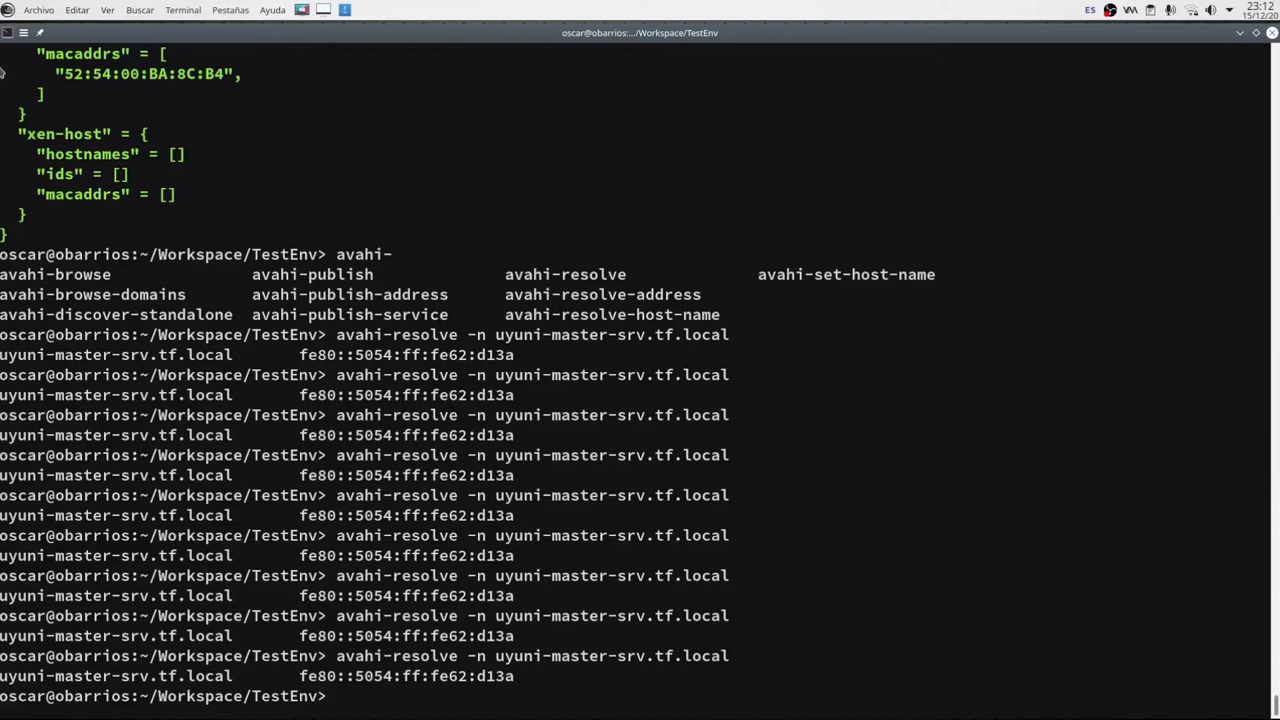 Archivo Editar Ver Buscar Terminal Pestañas Ayuda ES 23:12
15/12/20
oscar@obarrios:.../Workspace/TestEnv
"macaddrs" = [
"52:54:00:BA:8C:B4",
]
}
"xen-host" = {
"hostnames" = []
"ids" = []
"macaddrs" = []
}
}
oscar@obarrios:~/Workspace/TestEnv> avahi-
avahi-browse avahi-publish avahi-resolve avahi-set-host-name
avahi-browse-domains avahi-publish-address avahi-resolve-address
avahi-discover-standalone avahi-publish-service avahi-resolve-host-name
oscar@obarrios:~/Workspace/TestEnv> avahi-resolve -n uyuni-master-srv.tf.local
uyuni-master-srv.tf.local fe80::5054:ff:fe62:d13a
oscar@obarrios:~/Workspace/TestEnv> avahi-resolve -n uyuni-master-srv.tf.local
uyuni-master-srv.tf.local fe80::5054:ff:fe62:d13a
oscar@obarrios:~/Workspace/TestEnv> avahi-resolve -n uyuni-master-srv.tf.local
uyuni-master-srv.tf.local fe80::5054:ff:fe62:d13a
oscar@obarrios:~/Workspace/TestEnv> avahi-resolve -n uyuni-master-srv.tf.local
uyuni-master-srv.tf.local fe80::5054:ff:fe62:d13a
oscar@obarrios:~/Workspace/TestEnv> avahi-resolve -n uyuni-master-srv.tf.local
uyuni-master-srv.tf.local fe80::5054:ff:fe62:d13a
oscar@obarrios:~/Workspace/TestEnv> avahi-resolve -n uyuni-master-srv.tf.local
uyuni-master-srv.tf.local fe80::5054:ff:fe62:d13a
oscar@obarrios:~/Workspace/TestEnv> avahi-resolve -n uyuni-master-srv.tf.local
uyuni-master-srv.tf.local fe80::5054:ff:fe62:d13a
oscar@obarrios:~/Workspace/TestEnv> avahi-resolve -n uyuni-master-srv.tf.local
uyuni-master-srv.tf.local fe80::5054:ff:fe62:d13a
oscar@obarrios:~/Workspace/TestEnv> avahi-resolve -n uyuni-master-srv.tf.local
uyuni-master-srv.tf.local fe80::5054:ff:fe62:d13a
oscar@obarrios:~/Workspace/TestEnv>